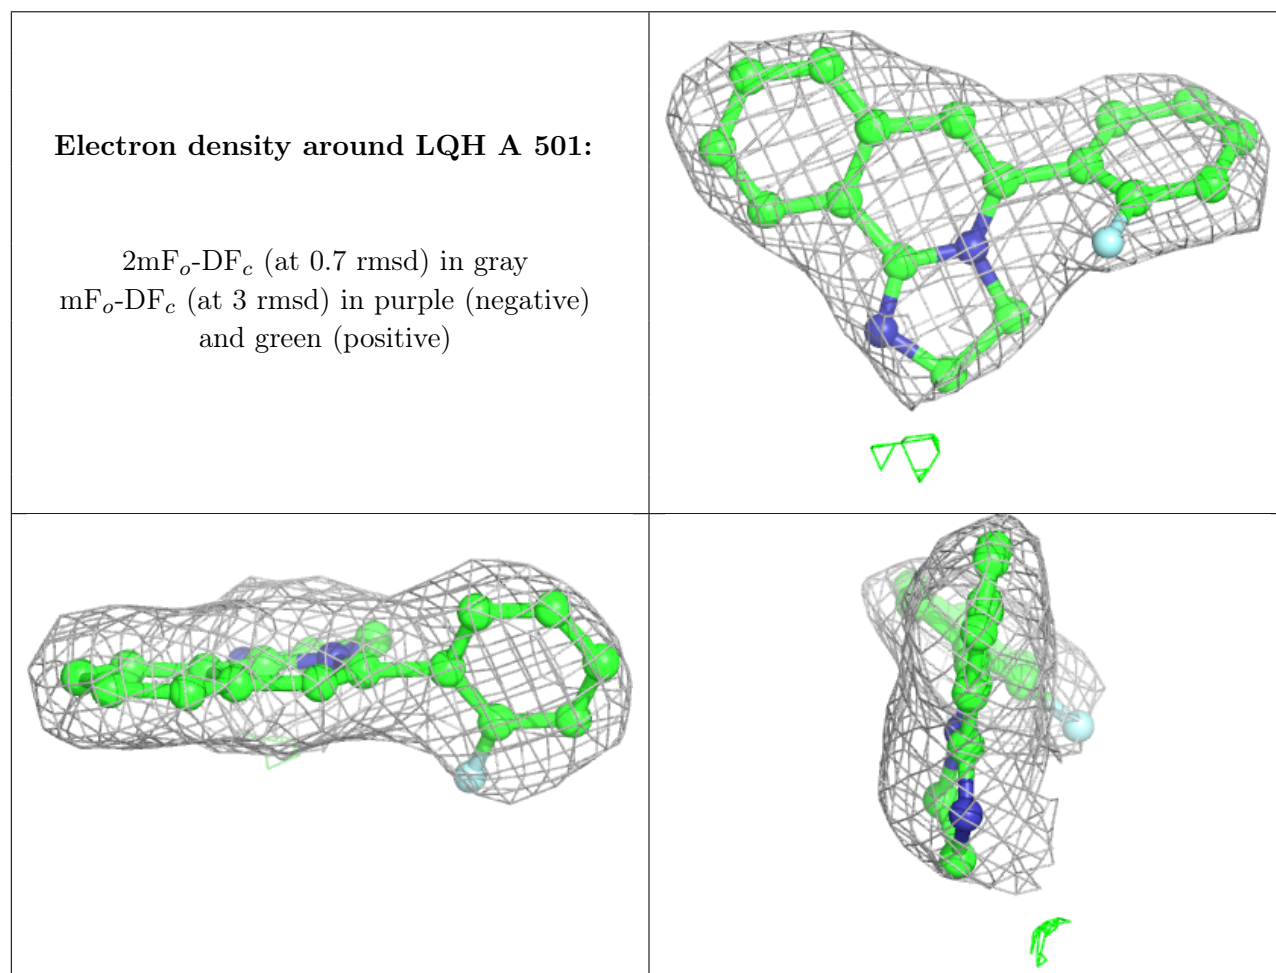 Electron density around LQH A 501:
2mFₒ-DF𝒸 (at 0.7 rmsd) in gray
mFₒ-DF𝒸 (at 3 rmsd) in purple (negative)
and green (positive)